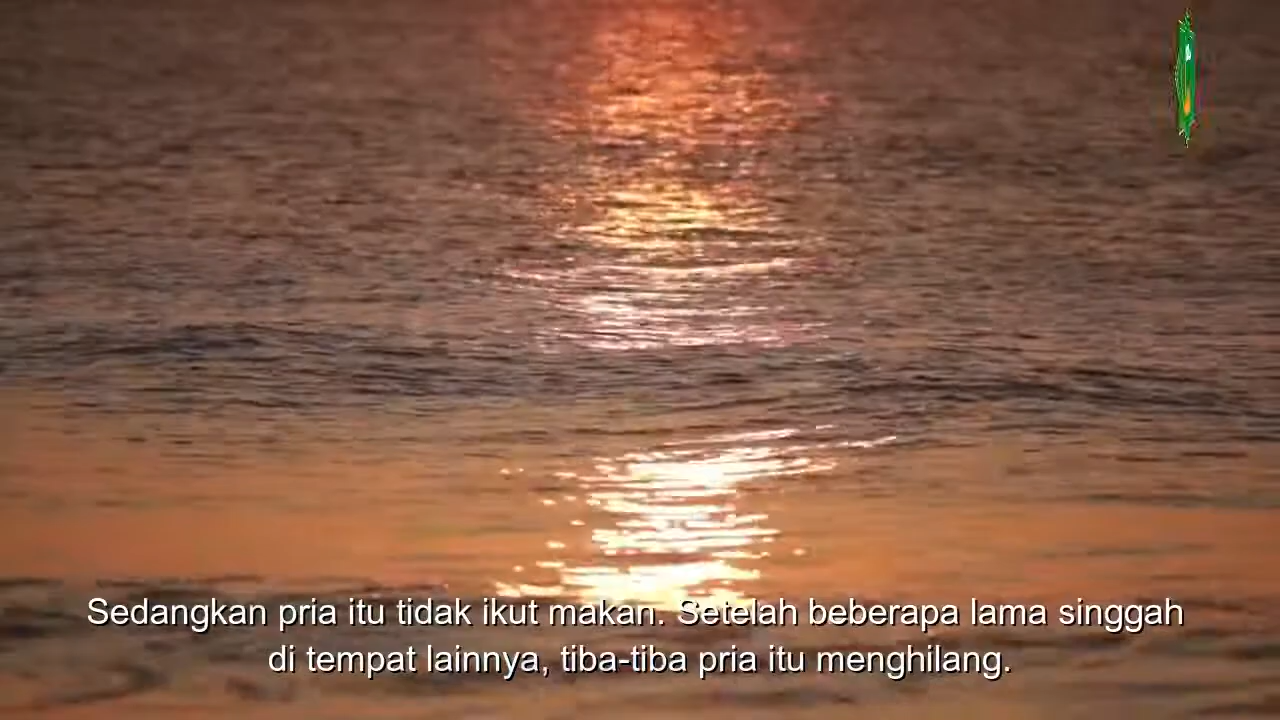 Sedangkan pria itu tidak ikut makan. Setelah beberapa lama singgah
di tempat lainnya, tiba-tiba pria itu menghilang.